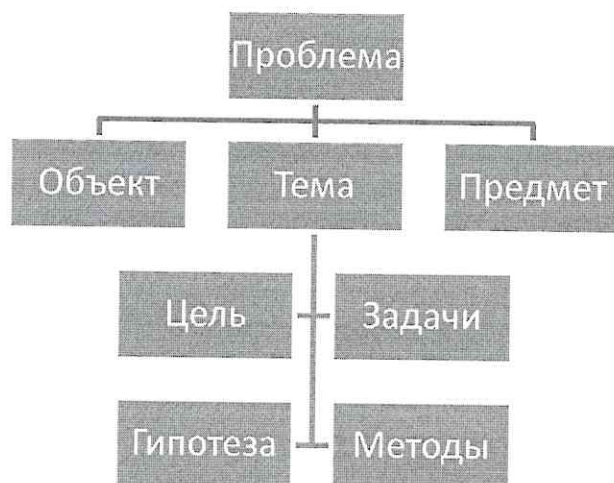 Проблема
Объект
Тема
Предмет
Цель
Задачи
Гипотеза
Методы